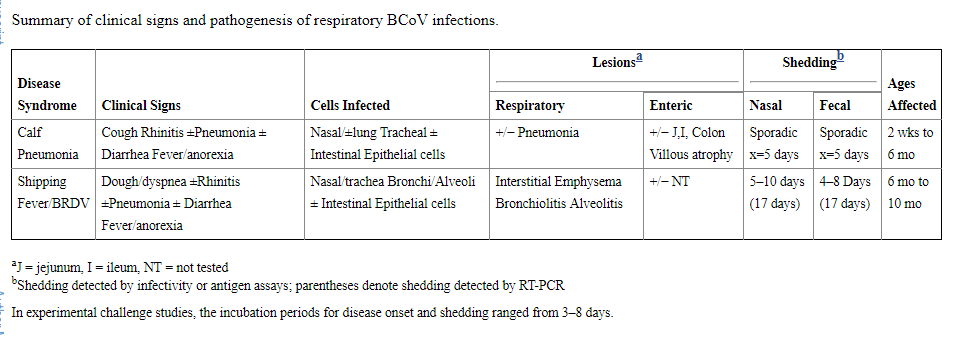 Summary of clinical signs and pathogenesis of respiratory BCoV infections.
Lesionsa Sheddingb
Disease Ages
Syndrome Clinical Signs Cells Infected Respiratory Enteric Nasal Fecal Affected
Calf Cough Rhinitis ±Pneumonia ± Nasal/±lung Tracheal ± +/− Pneumonia +/− J,I, Colon Sporadic Sporadic 2 wks to
Pneumonia Diarrhea Fever/anorexia Intestinal Epithelial cells Villous atrophy x=5 days x=5 days 6 mo
Shipping Dough/dyspnea ±Rhinitis Nasal/trachea Bronchi/Alveoli Interstitial Emphysema +/− NT 5–10 days 4–8 Days 6 mo to
Fever/BRDV ±Pneumonia ± Diarrhea ± Intestinal Epithelial cells Bronchiolitis Alveolitis (17 days) (17 days) 10 mo
Fever/anorexia
aJ = jejunum, I = ileum, NT = not tested
bShedding detected by infectivity or antigen assays; parentheses denote shedding detected by RT-PCR
In experimental challenge studies, the incubation periods for disease onset and shedding ranged from 3–8 days.